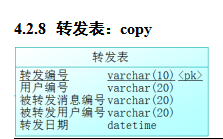 4.2.8 转发表：copy
转发表
转发编号 varchar(10) <pk>
用户编号 varchar(20)
被转发消息编号 varchar(20)
被转发用户编号 varchar(20)
转发日期 datetime